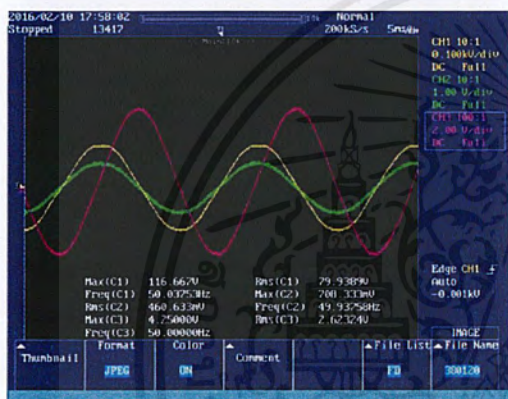 2016/02/10 17:58:02
Normal
Stopped 13417 200kS/s 5ms/div
CH1 10:1
0.100kV/div
DC Full
CH2 10:1
1.00 V/div
DC Full
CH3 100:1
2.00 V/div
DC Full
Edge CH1
Auto
-0.001kV
Max(C1) 116.667V Rms(C1) 79.9389V
Freq(C1) 50.03753Hz Max(C2) 708.333mV
Rms(C2) 460.633mV Freq(C2) 49.93758Hz
Max(C3) 4.75000V Rms(C3) 2.62324V
Freq(C3) 50.00000Hz
IMAGE
Thumbnail
Format
JPEG
Color
ON
Comment
File List
FD
File Name
380120